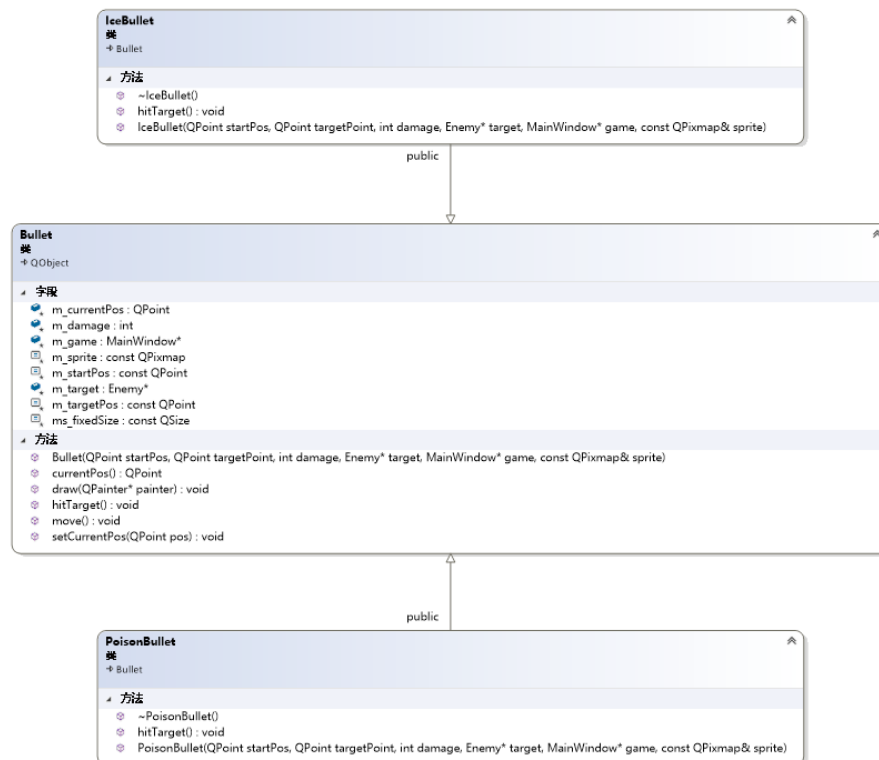 IceBullet
类
Bullet
方法
~IceBullet()
hitTarget() : void
IceBullet(QPoint startPos, QPoint targetPoint, int damage, Enemy* target, MainWindow* game, const QPixmap& sprite)
public
Bullet
类
QObject
字段
m_currentPos : QPoint
m_damage : int
m_game : MainWindow*
m_sprite : const QPixmap
m_startPos : const QPoint
m_target : Enemy*
m_targetPos : const QPoint
ms_fixedSize : const QSize
方法
Bullet(QPoint startPos, QPoint targetPoint, int damage, Enemy* target, MainWindow* game, const QPixmap& sprite)
currentPos() : QPoint
draw(QPainter* painter) : void
hitTarget() : void
move() : void
setCurrentPos(QPoint pos) : void
public
PoisonBullet
类
Bullet
方法
~PoisonBullet()
hitTarget() : void
PoisonBullet(QPoint startPos, QPoint targetPoint, int damage, Enemy* target, MainWindow* game, const QPixmap& sprite)